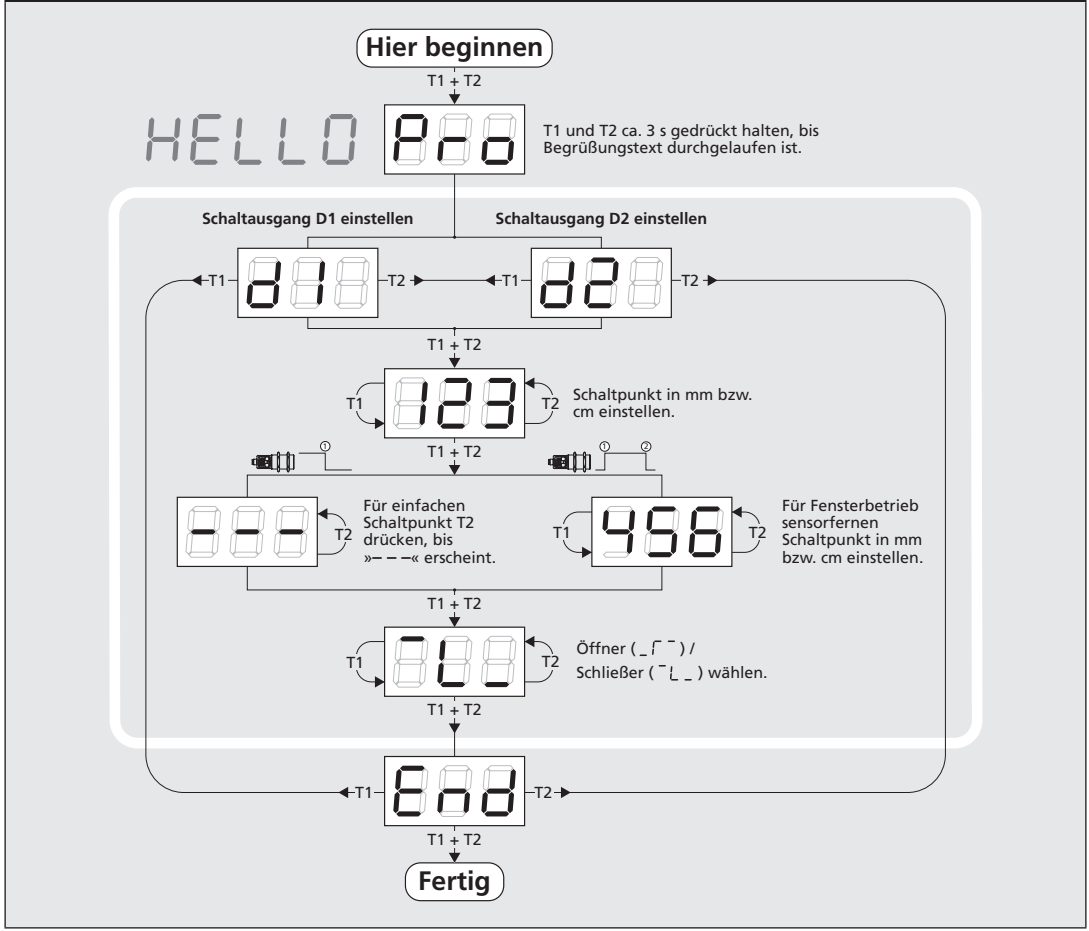 Hier beginnen
T1 + T2
HELLO
Pro
T1 und T2 ca. 3 s gedrückt halten, bis
Begrüßungstext durchgelaufen ist.
Schaltausgang D1 einstellen
Schaltausgang D2 einstellen
T1
d1
T2
T1
d2
T2
T1 + T2
T1
123
T2
Schaltpunkt in mm bzw.
cm einstellen.
T1 + T2
①
① ②
---
T2
Für einfachen
Schaltpunkt T2
drücken, bis
»– – –« erscheint.
T1
456
T2
Für Fensterbetrieb
sensorfernen
Schaltpunkt in mm
bzw. cm einstellen.
T1 + T2
T1
¯L_
T2
Öffner ( _Γ¯ ) /
Schließer ( ¯L_ ) wählen.
T1 + T2
T1
End
T2
T1 + T2
Fertig